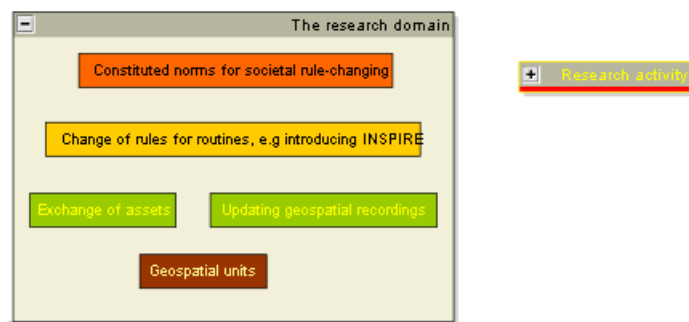 The research domain
Constituted norms for societal rule-changing
Research activity
Change of rules for routines, e.g introducing INSPIRE
Exchange of assets
Updating geospatial recordings
Geospatial units